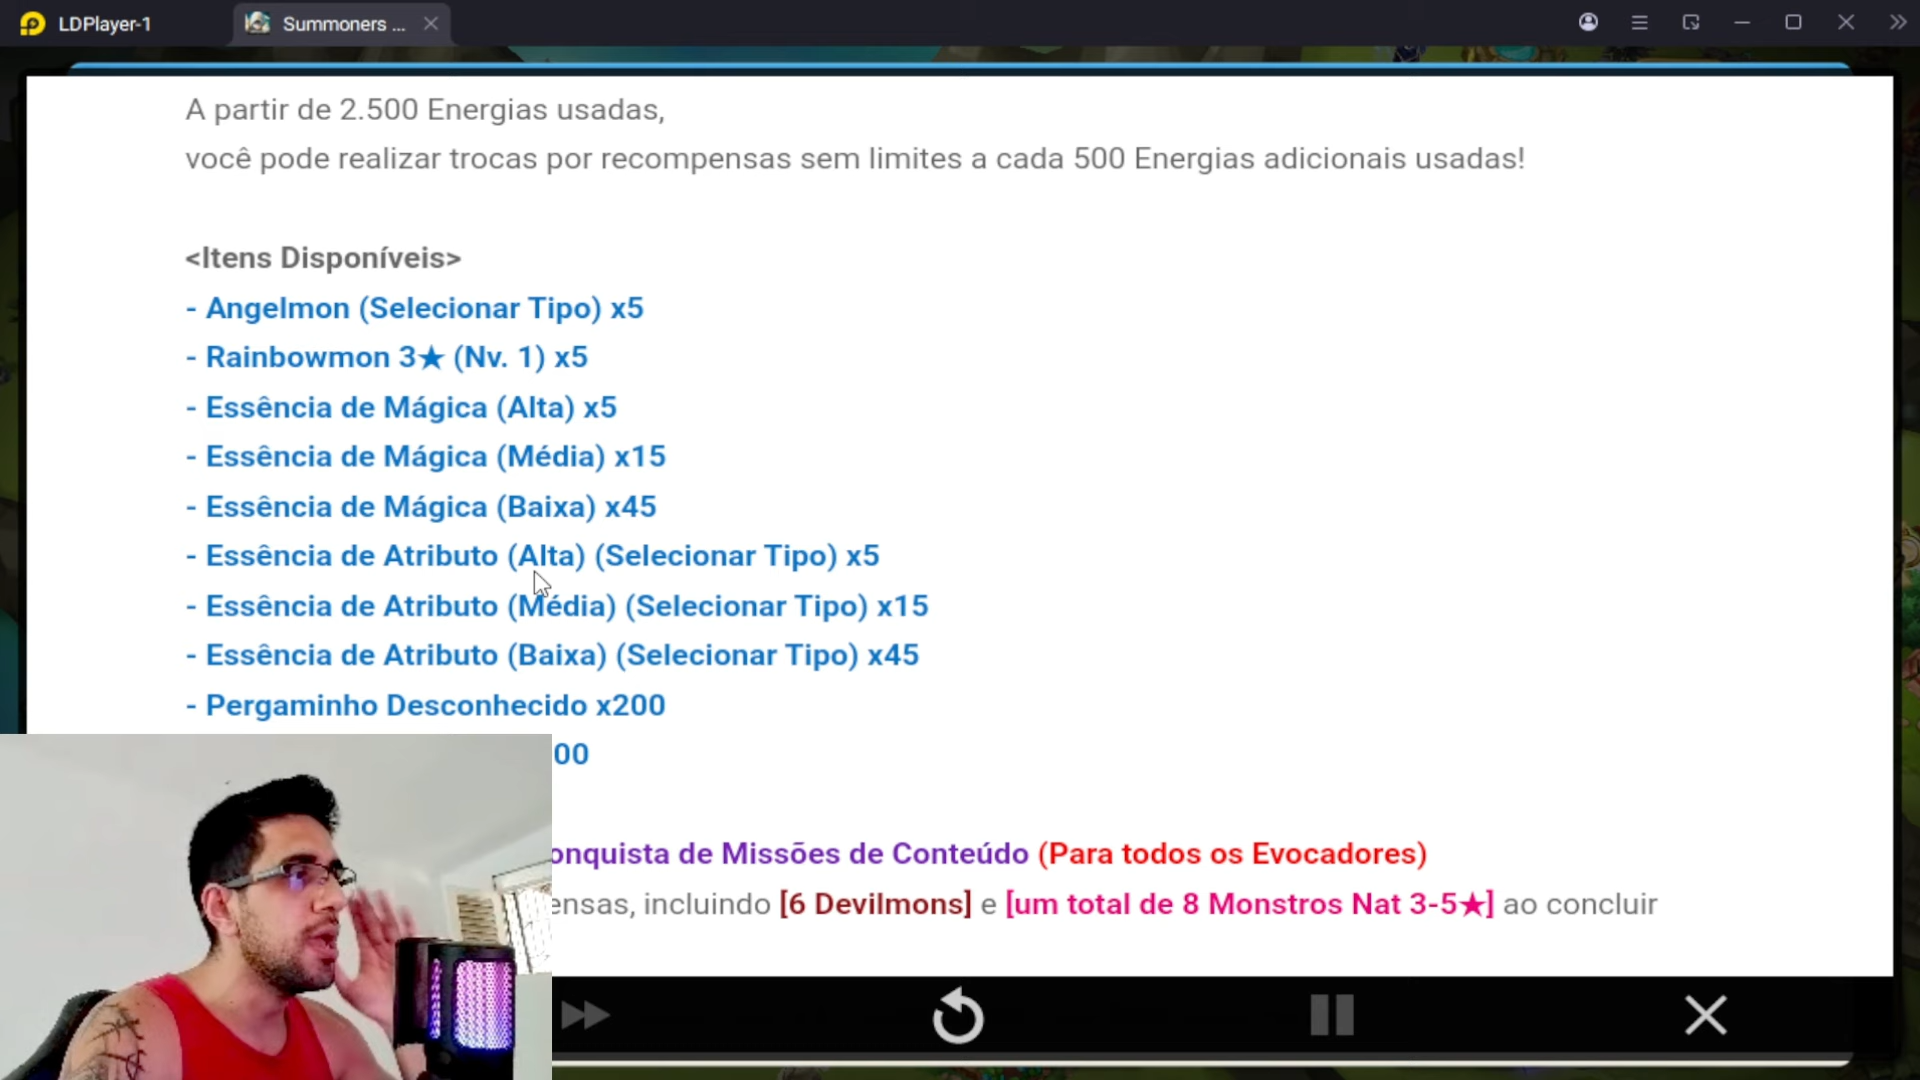 LDPlayer-1
Summoners ...
A partir de 2.500 Energias usadas,
você pode realizar trocas por recompensas sem limites a cada 500 Energias adicionais usadas!
<Itens Disponíveis>
- Angelmon (Selecionar Tipo) x5
- Rainbowmon 3★ (Nv. 1) x5
- Essência de Mágica (Alta) x5
- Essência de Mágica (Média) x15
- Essência de Mágica (Baixa) x45
- Essência de Atributo (Alta) (Selecionar Tipo) x5
- Essência de Atributo (Média) (Selecionar Tipo) x15
- Essência de Atributo (Baixa) (Selecionar Tipo) x45
- Pergaminho Desconhecido x200
00
onquista de Missões de Conteúdo (Para todos os Evocadores)
ensas, incluindo [6 Devilmons] e [um total de 8 Monstros Nat 3-5★] ao concluir